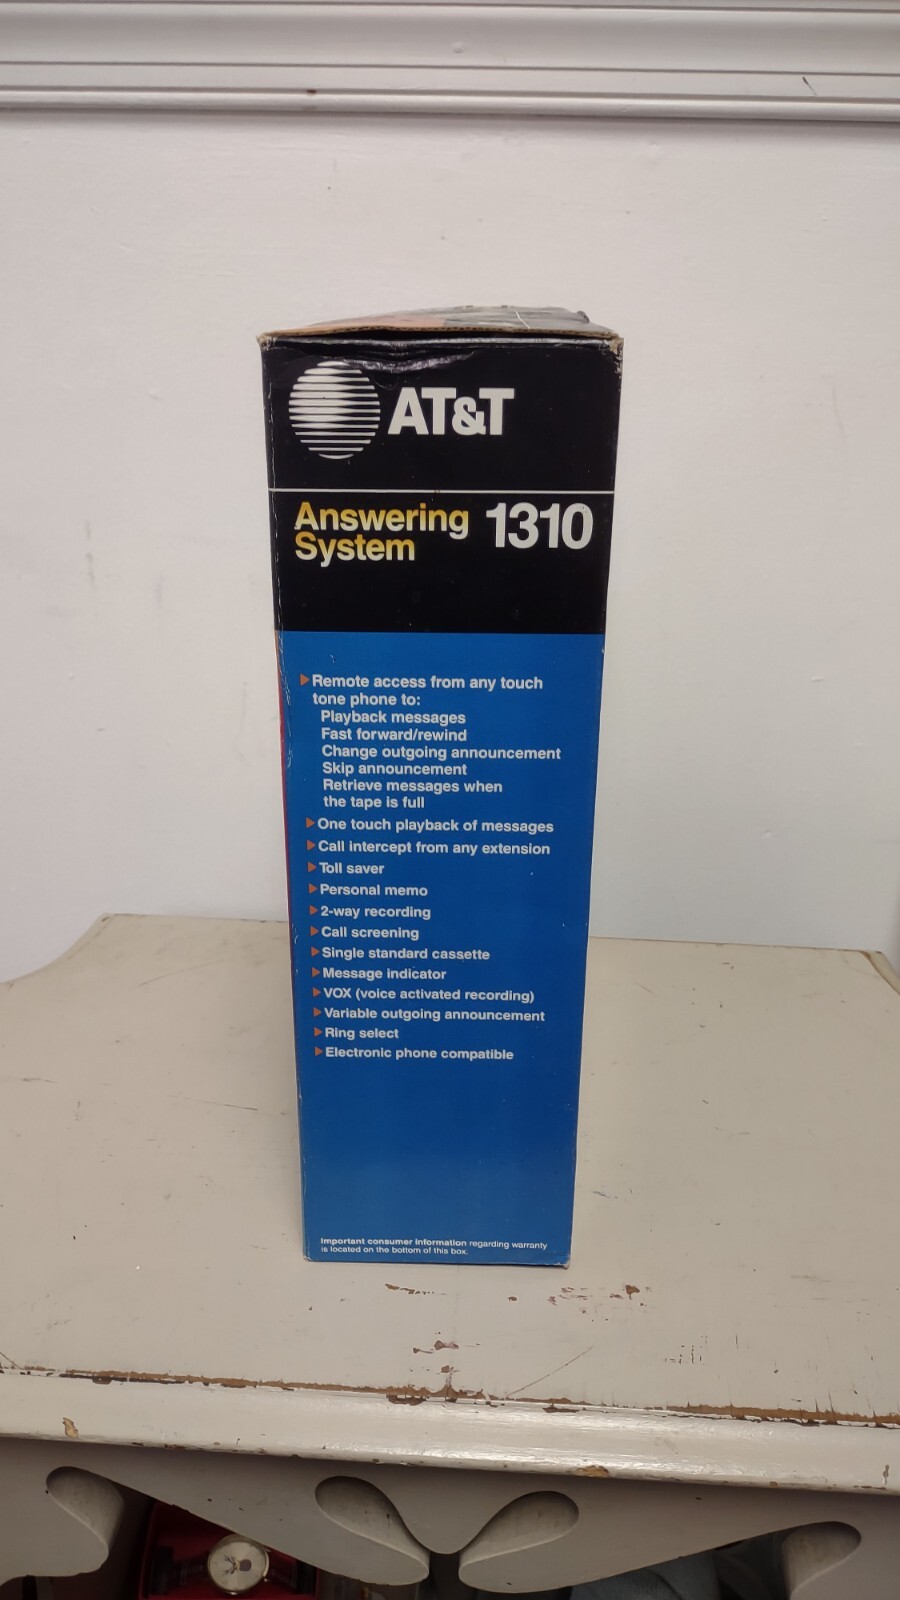 AT&T
Answering 1310
System
Remote access from any touch
tone phone to:
Playback messages
Fast forward/rewind
Change outgoing announcement
Skip announcement
Retrieve messages when
the tape is full
One touch playback of messages
Call intercept from any extension
Toll saver
Personal memo
2-way recording
Call screening
Single standard cassette
Message indicator
VOX (voice activated recording)
Variable outgoing announcement
Ring select
Electronic phone compatible
Important consumer information regarding warranty
is located on the bottom of this box.